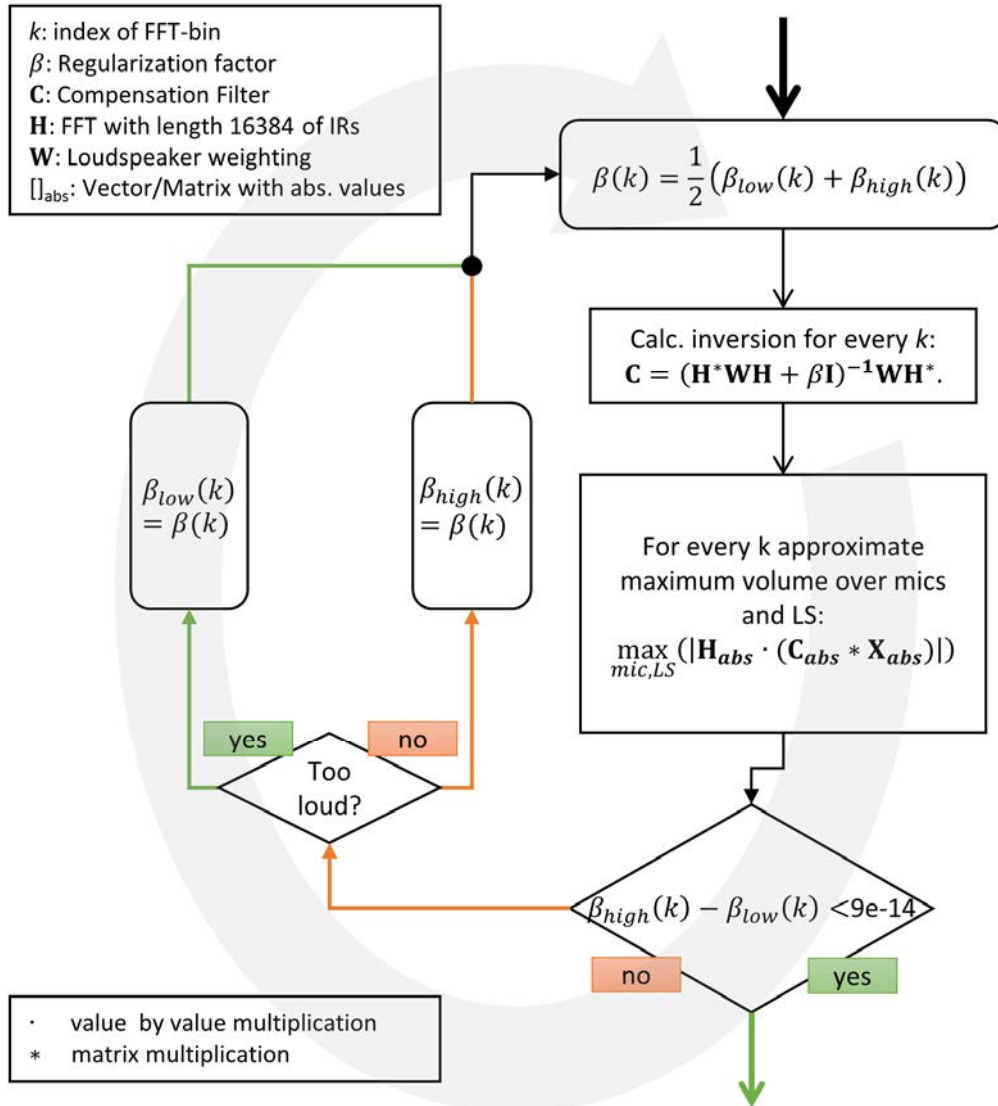 k: index of FFT-bin
β: Regularization factor
C: Compensation Filter
H: FFT with length 16384 of IRs
W: Loudspeaker weighting
[]abs: Vector/Matrix with abs. values
β(k) = 1/2 (βlow(k) + βhigh(k))
Calc. inversion for every k:
C = (H*WH + βI)⁻¹WH*.
βlow(k)
= β(k)
βhigh(k)
= β(k)
For every k approximate
maximum volume over mics
and LS:
max(|Habs · (Cabs * Xabs)|)
mic,LS
yes
no
Too
loud?
βhigh(k) − βlow(k) <9e-14
no
yes
· value by value multiplication
* matrix multiplication